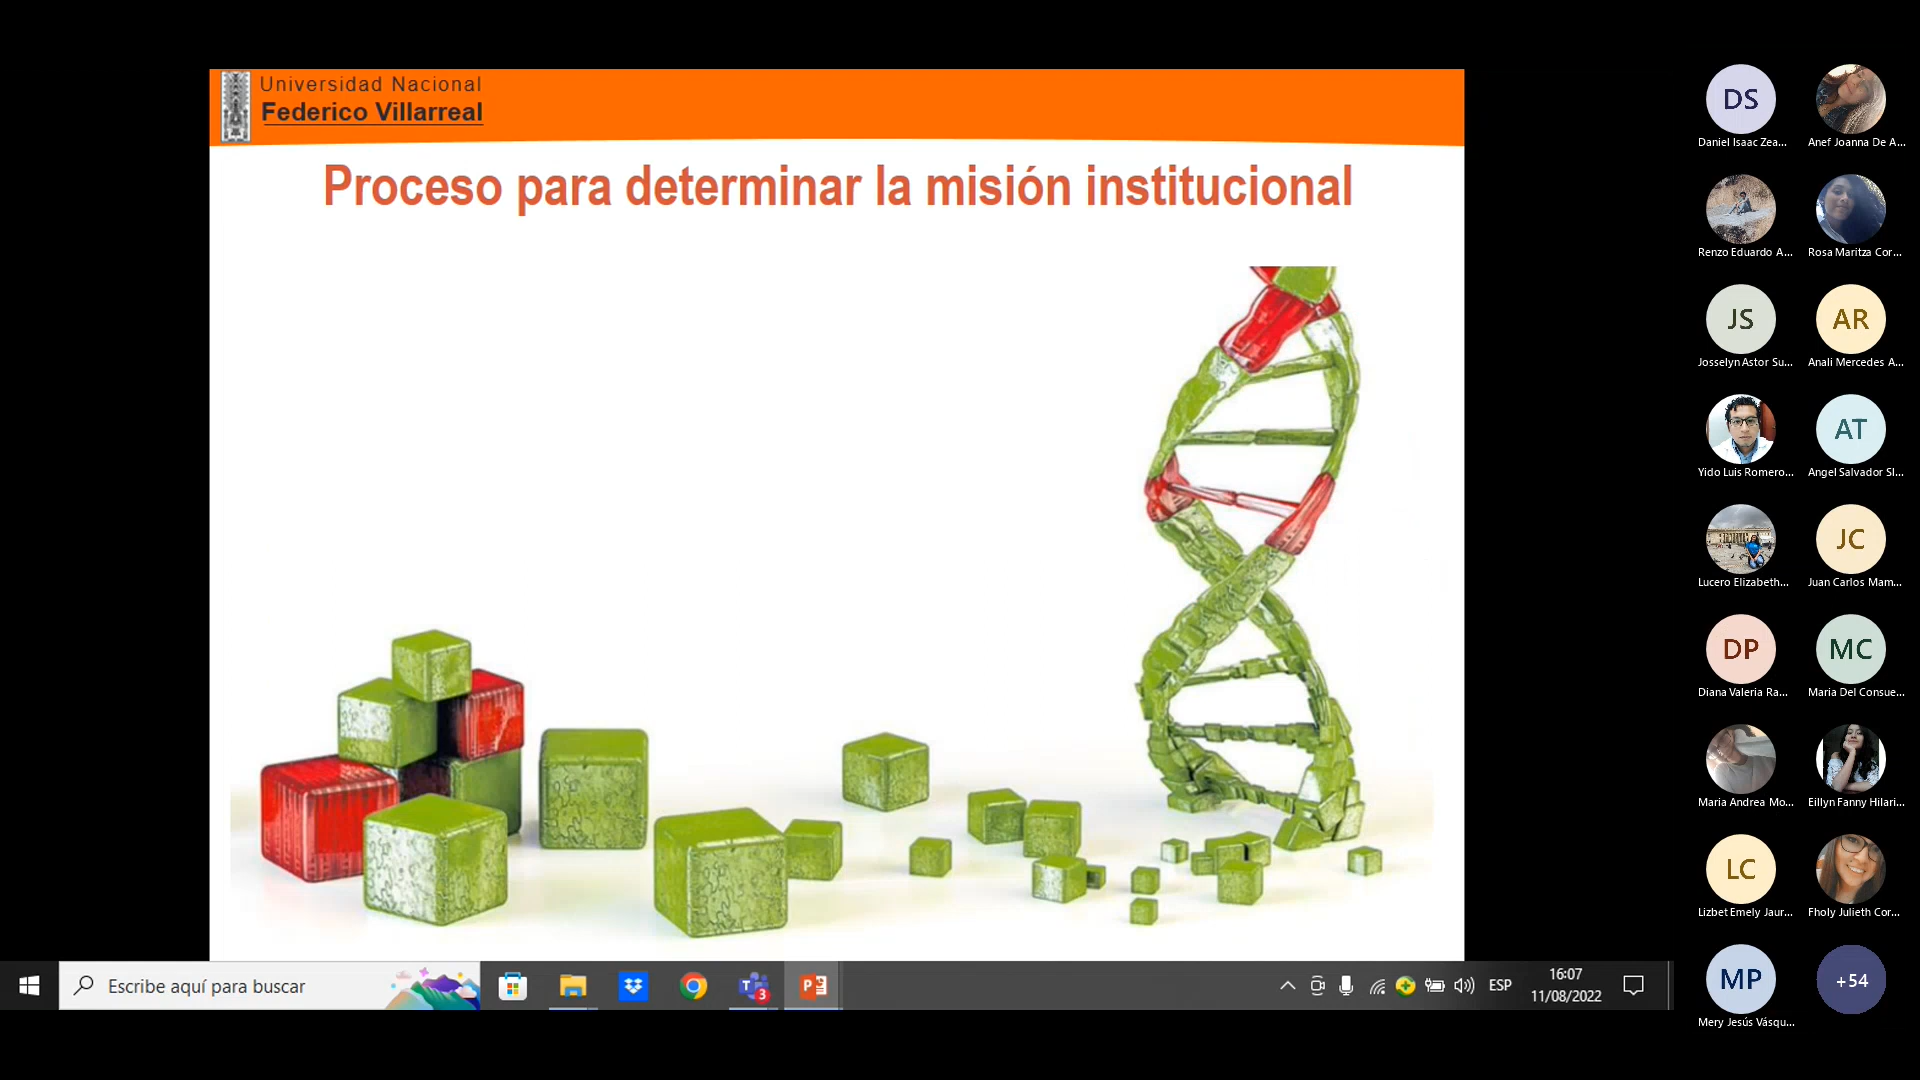 Universidad Nacional
Federico Villarreal
Proceso para determinar la misión institucional
DS
Daniel Isaac Zea...
Anef Joanna De A...
Renzo Eduardo A...
Rosa Maritza Cor...
JS
AR
Josselyn Astor Su...
Anali Mercedes A...
AT
Yido Luis Romero...
Angel Salvador SI...
JC
Lucero Elizabeth...
Juan Carlos Mam...
DP
MC
Diana Valeria Ra...
Maria Del Consue...
Maria Andrea Mo...
Eillyn Fanny Hilari...
LC
Lizbet Emely Jaur...
Fholy Julieth Cor...
MP
+54
Mery Jesús Vásqu...
Escribe aquí para buscar
3
ESP
16:07
11/08/2022